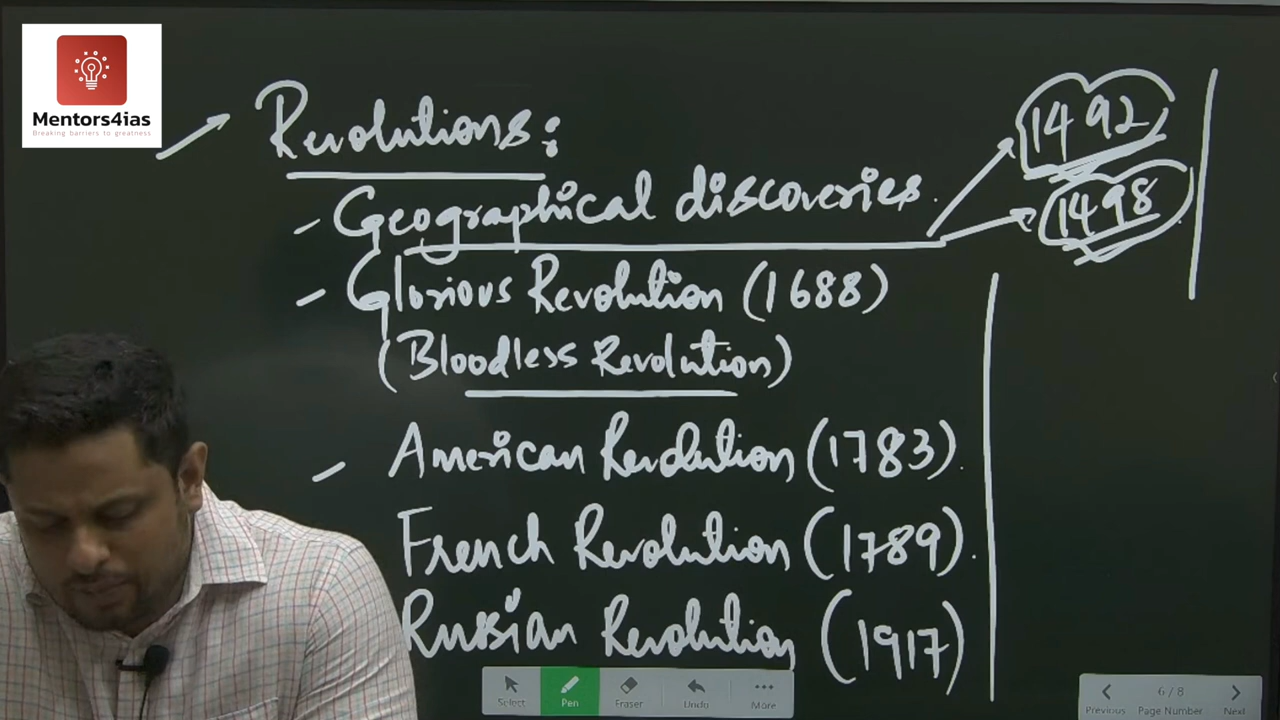 Mentors4ias
Breaking barriers to greatness
Revolutions:
1492
1498
- Geographical discoveries.
- Glorious Revolution (1688)
(Bloodless Revolution)
- American Revolution (1783).
French Revolution (1789).
Russian Revolution (1917)
Select
Pen
Eraser
Undo
More
Previous
6 / 8
Page Number
Next